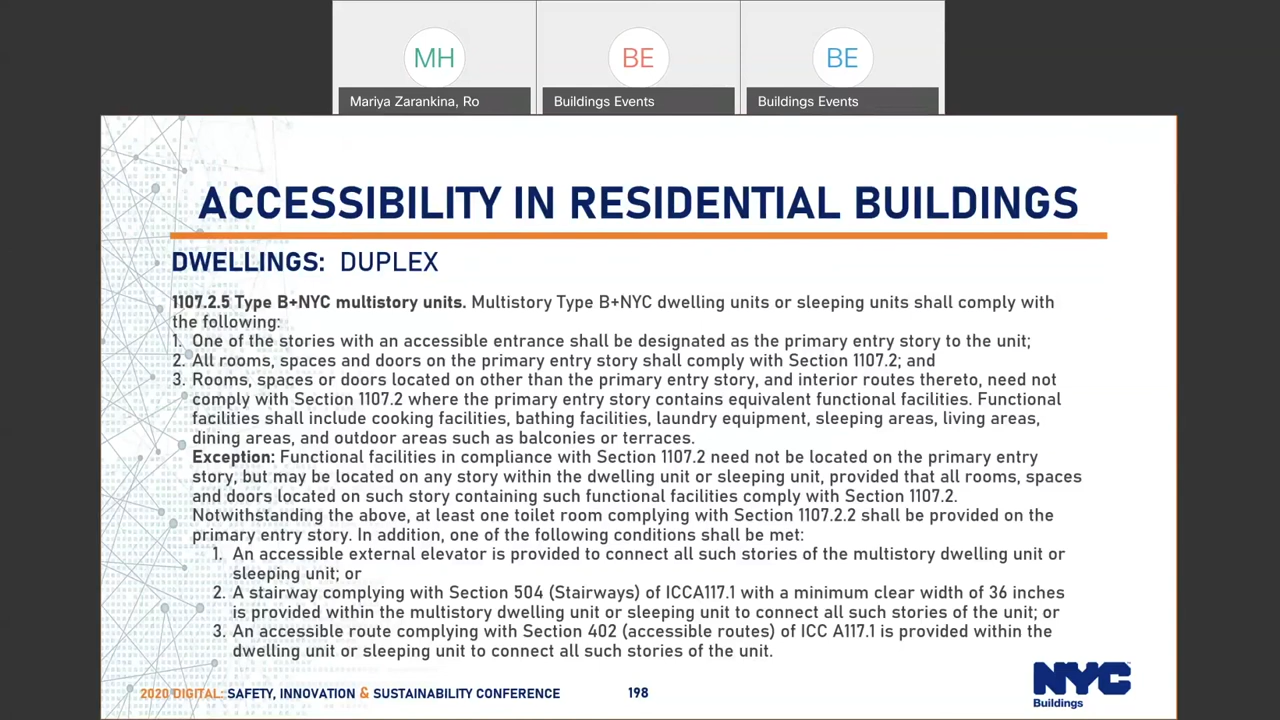 MH
BE
BE
Mariya Zarankina, Ro
Buildings Events
Buildings Events
ACCESSIBILITY IN RESIDENTIAL BUILDINGS
DWELLINGS: DUPLEX
1107.2.5 Type B+NYC multistory units. Multistory Type B+NYC dwelling units or sleeping units shall comply with
the following:
1. One of the stories with an accessible entrance shall be designated as the primary entry story to the unit;
2. All rooms, spaces and doors on the primary entry story shall comply with Section 1107.2; and
3. Rooms, spaces or doors located on other than the primary entry story, and interior routes thereto, need not
comply with Section 1107.2 where the primary entry story contains equivalent functional facilities. Functional
facilities shall include cooking facilities, bathing facilities, laundry equipment, sleeping areas, living areas,
dining areas, and outdoor areas such as balconies or terraces.
Exception: Functional facilities in compliance with Section 1107.2 need not be located on the primary entry
story, but may be located on any story within the dwelling unit or sleeping unit, provided that all rooms, spaces
and doors located on such story containing such functional facilities comply with Section 1107.2.
Notwithstanding the above, at least one toilet room complying with Section 1107.2.2 shall be provided on the
primary entry story. In addition, one of the following conditions shall be met:
1. An accessible external elevator is provided to connect all such stories of the multistory dwelling unit or
sleeping unit; or
2. A stairway complying with Section 504 (Stairways) of ICCA117.1 with a minimum clear width of 36 inches
is provided within the multistory dwelling unit or sleeping unit to connect all such stories of the unit; or
3. An accessible route complying with Section 402 (accessible routes) of ICC A117.1 is provided within the
dwelling unit or sleeping unit to connect all such stories of the unit.
2020 DIGITAL: SAFETY, INNOVATION & SUSTAINABILITY CONFERENCE
198
NYC
Buildings